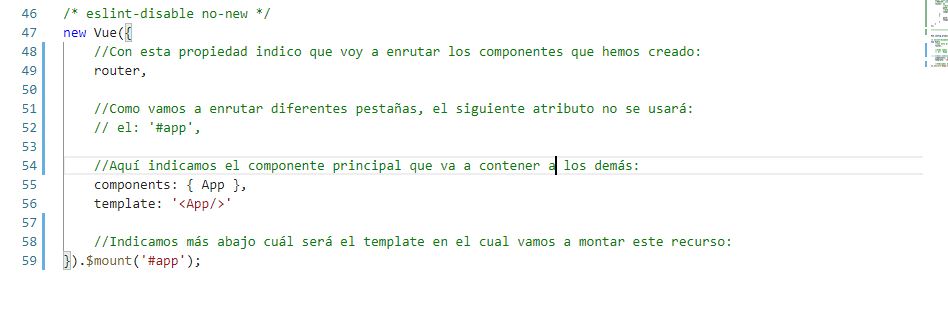 46 /* eslint-disable no-new */
47 new Vue({
48 //Con esta propiedad indico que voy a enrutar los componentes que hemos creado:
49 router,
50
51 //Como vamos a enrutar diferentes pestañas, el siguiente atributo no se usará:
52 // el: '#app',
53
54 //Aquí indicamos el componente principal que va a contener a los demás:
55 components: { App },
56 template: '<App/>'
57
58 //Indicamos más abajo cuál será el template en el cual vamos a montar este recurso:
59 }).$mount('#app');